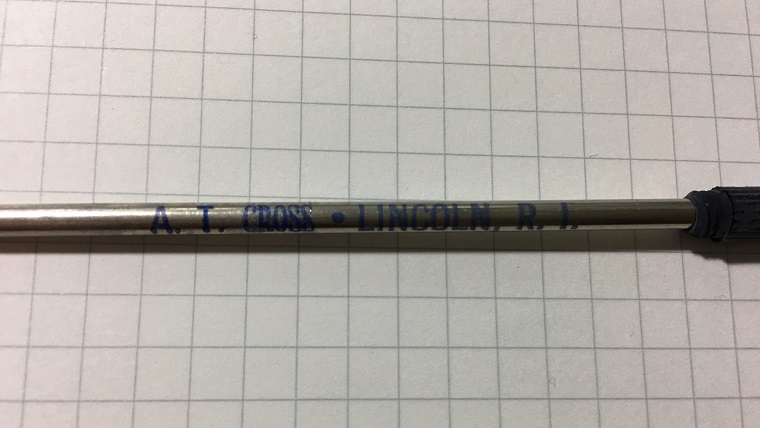 A. T. CROSS • LINCOLN, R. I.